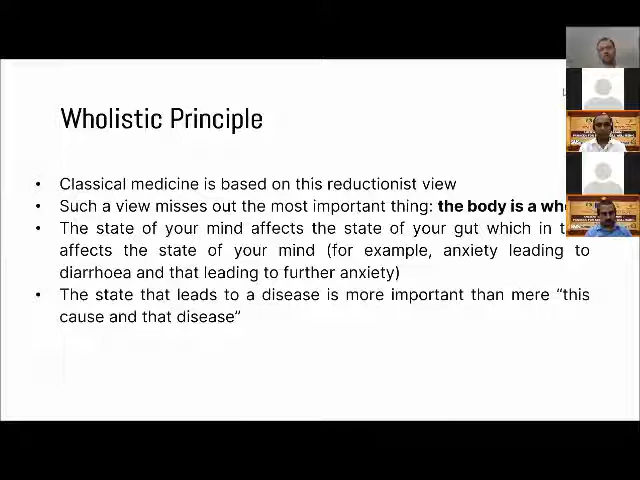 Wholistic Principle
• Classical medicine is based on this reductionist view
• Such a view misses out the most important thing: the body is a
• The state of your mind affects the state of your gut which in
affects the state of your mind (for example, anxiety leading to
diarrhoea and that leading to further anxiety)
• The state that leads to a disease is more important than mere “this
cause and that disease”